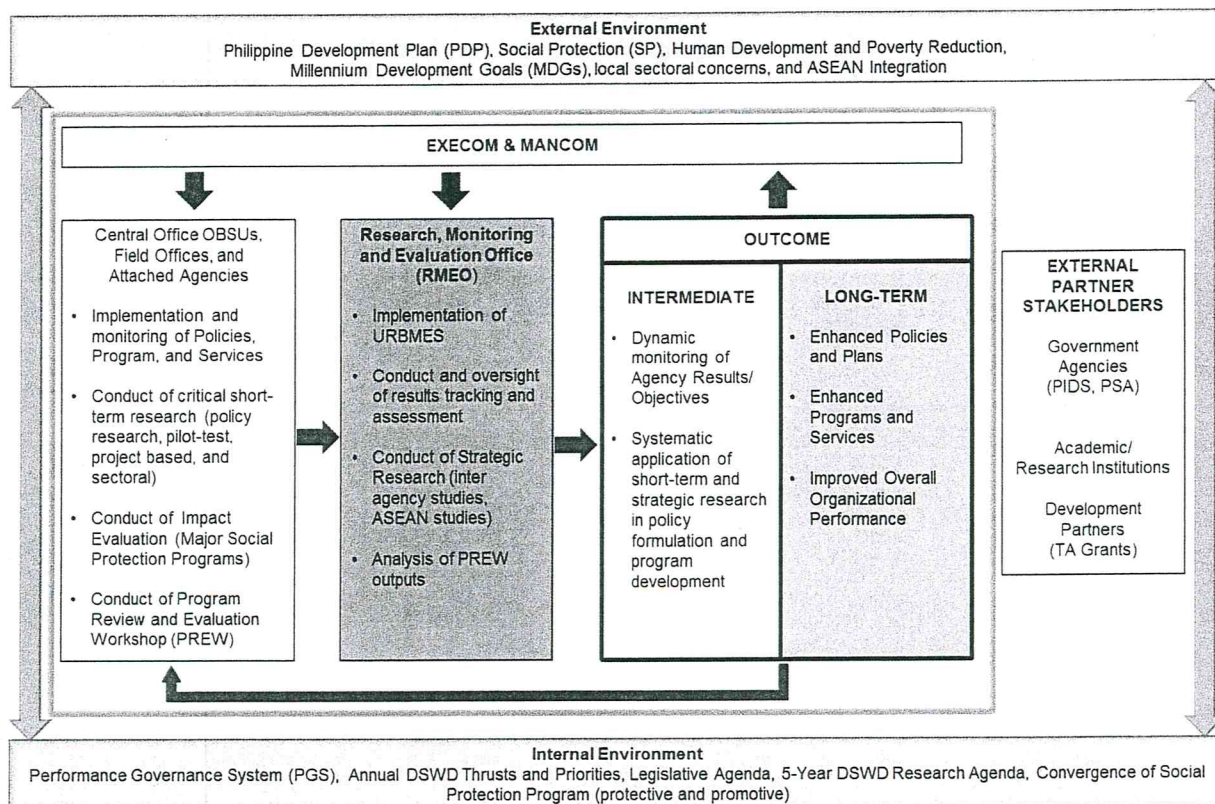 External Environment
Philippine Development Plan (PDP), Social Protection (SP), Human Development and Poverty Reduction,
Millennium Development Goals (MDGs), local sectoral concerns, and ASEAN Integration
EXECOM & MANCOM
Central Office OBSUs,
Field Offices, and
Attached Agencies
• Implementation and
monitoring of Policies,
Program, and Services
• Conduct of critical short-
term research (policy
research, pilot-test,
project based, and
sectoral)
• Conduct of Impact
Evaluation (Major Social
Protection Programs)
• Conduct of Program
Review and Evaluation
Workshop (PREW)
Research, Monitoring
and Evaluation Office
(RMEO)
• Implementation of
URBMES
• Conduct and oversight
of results tracking and
assessment
• Conduct of Strategic
Research (inter
agency studies,
ASEAN studies)
• Analysis of PREW
outputs
OUTCOME
INTERMEDIATE
• Dynamic
monitoring of
Agency Results/
Objectives
• Systematic
application of
short-term and
strategic research
in policy
formulation and
program
development
LONG-TERM
• Enhanced Policies
and Plans
• Enhanced
Programs and
Services
• Improved Overall
Organizational
Performance
EXTERNAL
PARTNER
STAKEHOLDERS
Government
Agencies
(PIDS, PSA)
Academic/
Research Institutions
Development
Partners
(TA Grants)
Internal Environment
Performance Governance System (PGS), Annual DSWD Thrusts and Priorities, Legislative Agenda, 5-Year DSWD Research Agenda, Convergence of Social
Protection Program (protective and promotive)